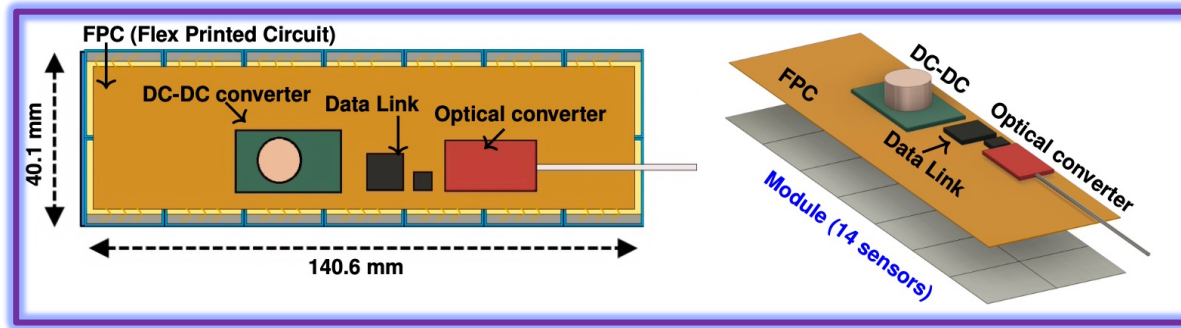 FPC (Flex Printed Circuit)
DC-DC converter
Data Link
Optical converter
40.1 mm
140.6 mm
DC-DC
FPC
Optical converter
Data Link
Module (14 sensors)